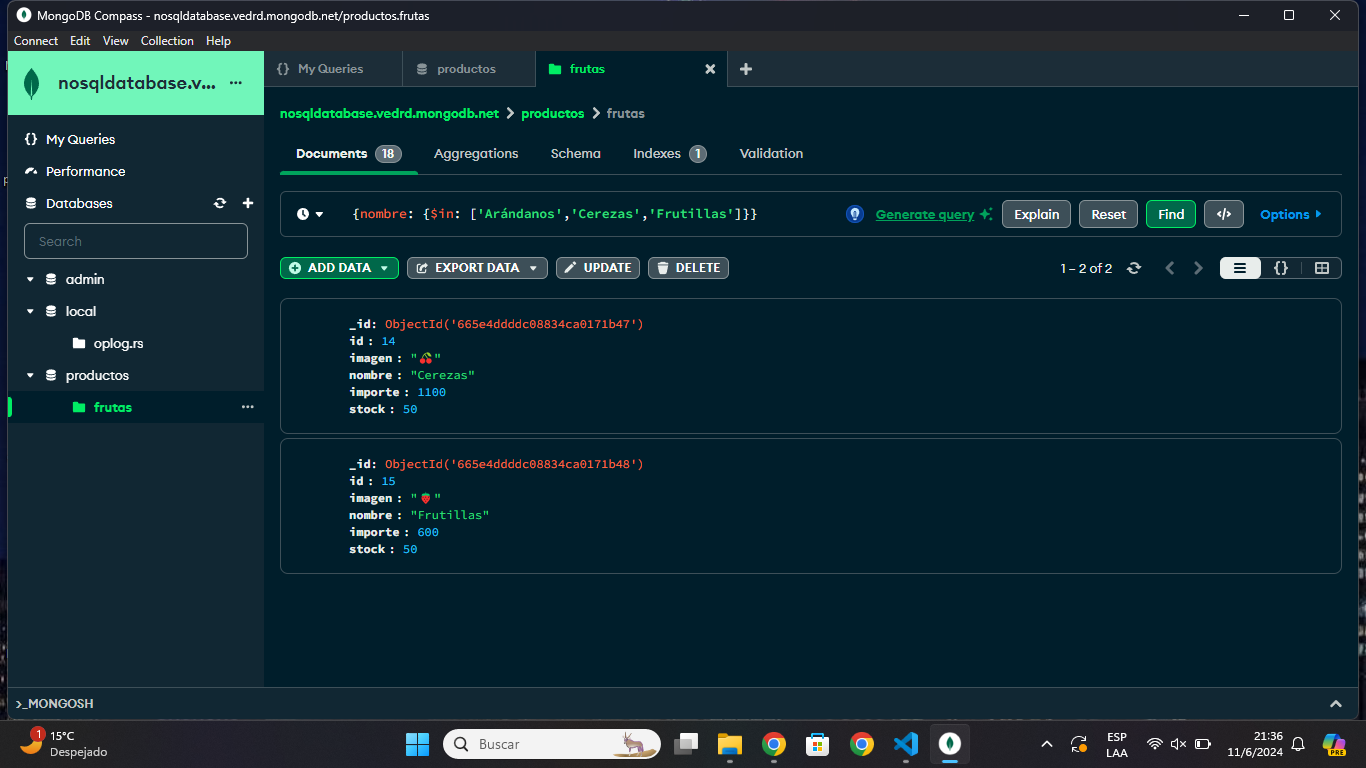 MongoDB Compass - nosqldatabase.vedrd.mongodb.net/productos.frutas
Connect Edit View Collection Help
nosqldatabase.v... ...
My Queries
Performance
Databases
Search
admin
local
oplog.rs
productos
frutas ...
{} My Queries
productos
frutas
nosqldatabase.vedrd.mongodb.net > productos > frutas
Documents 18 Aggregations Schema Indexes 1 Validation
{nombre: {$in: ['Arándanos','Cerezas','Frutillas']}}
Generate query Explain Reset Find </> Options
ADD DATA EXPORT DATA UPDATE DELETE
1 – 2 of 2
{}
_id: ObjectId('665e4ddddc08834ca0171b47')
id : 14
imagen : "🍒"
nombre : "Cerezas"
importe : 1100
stock : 50
_id: ObjectId('665e4ddddc08834ca0171b48')
id : 15
imagen : "🍓"
nombre : "Frutillas"
importe : 600
stock : 50
>_MONGOSH
1
15°C
Despejado
Buscar
ESP
LAA
21:36
11/6/2024
PRE